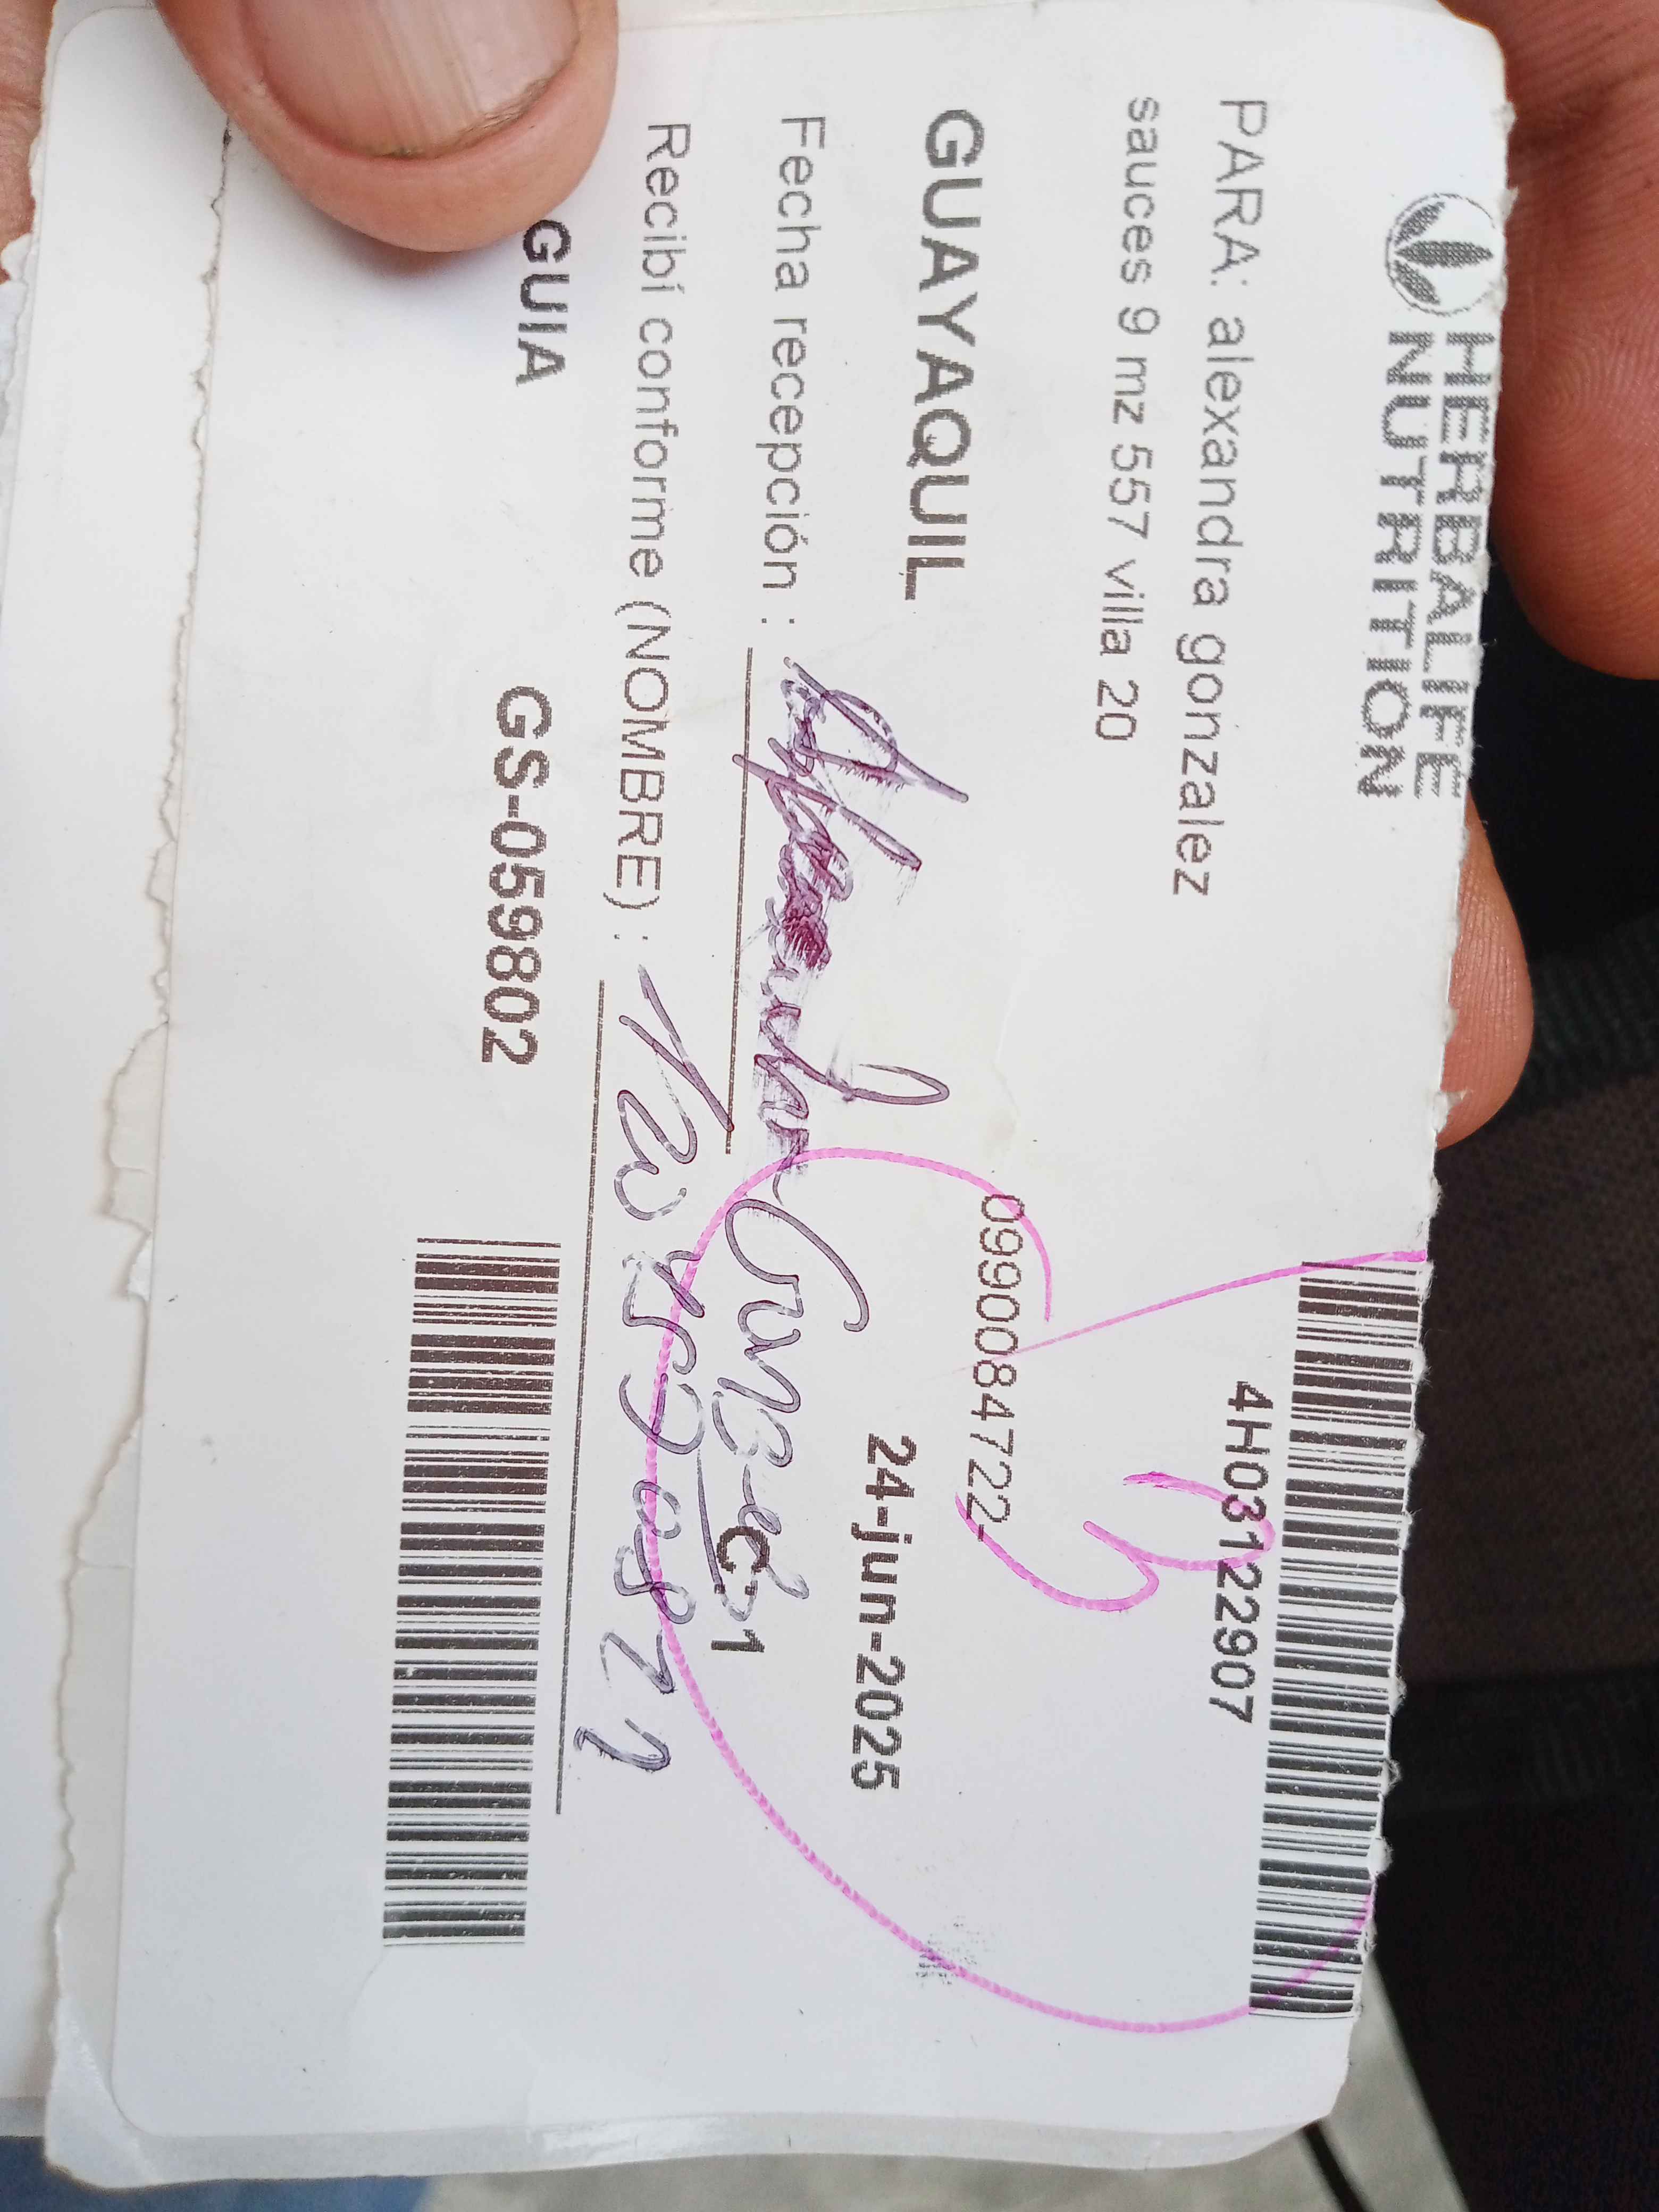 HERBALIFE
NUTRITION
4H03122907
PARA: alexandra gonzalez
sauces 9 mz 557 villa 20
0990084722
GUAYAQUIL
24-jun-2025
Fecha recepción :
C.1
Recibí conforme (NOMBRE) :
GUIA GS-059802